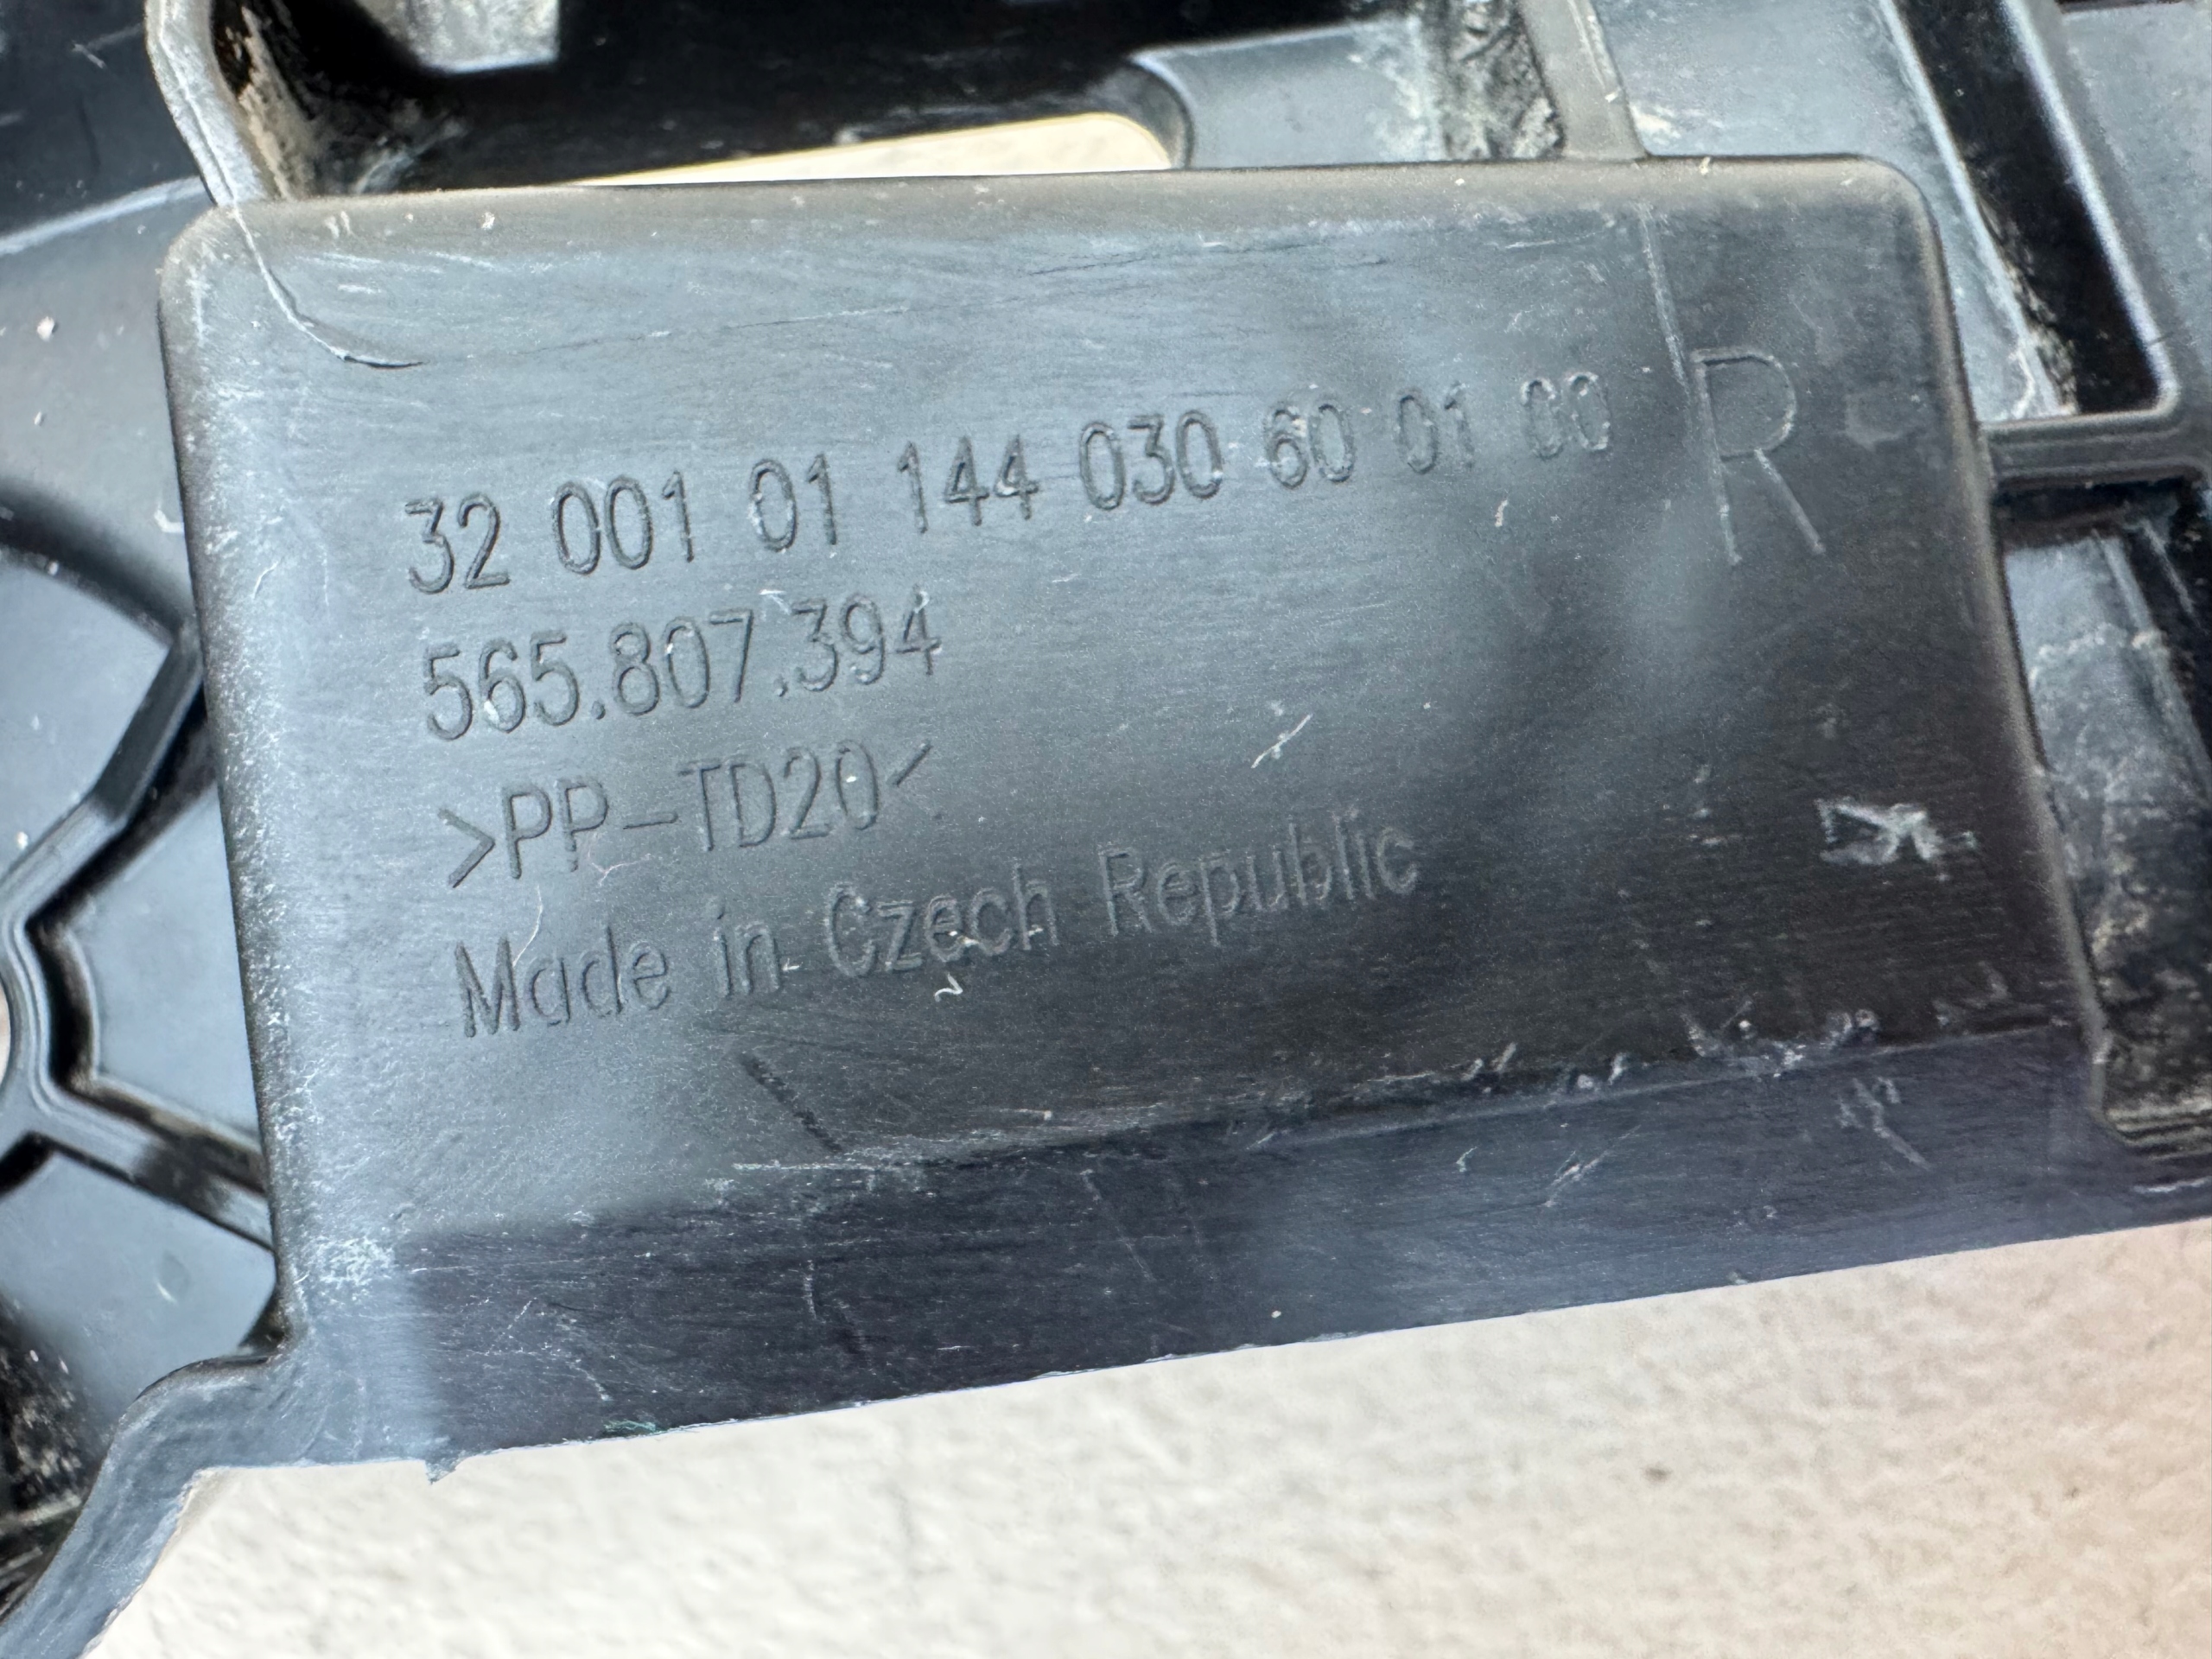 32 001 01 144 030 60 01 00 R
565.807.394
>PP-TD20<
Made in Czech Republic